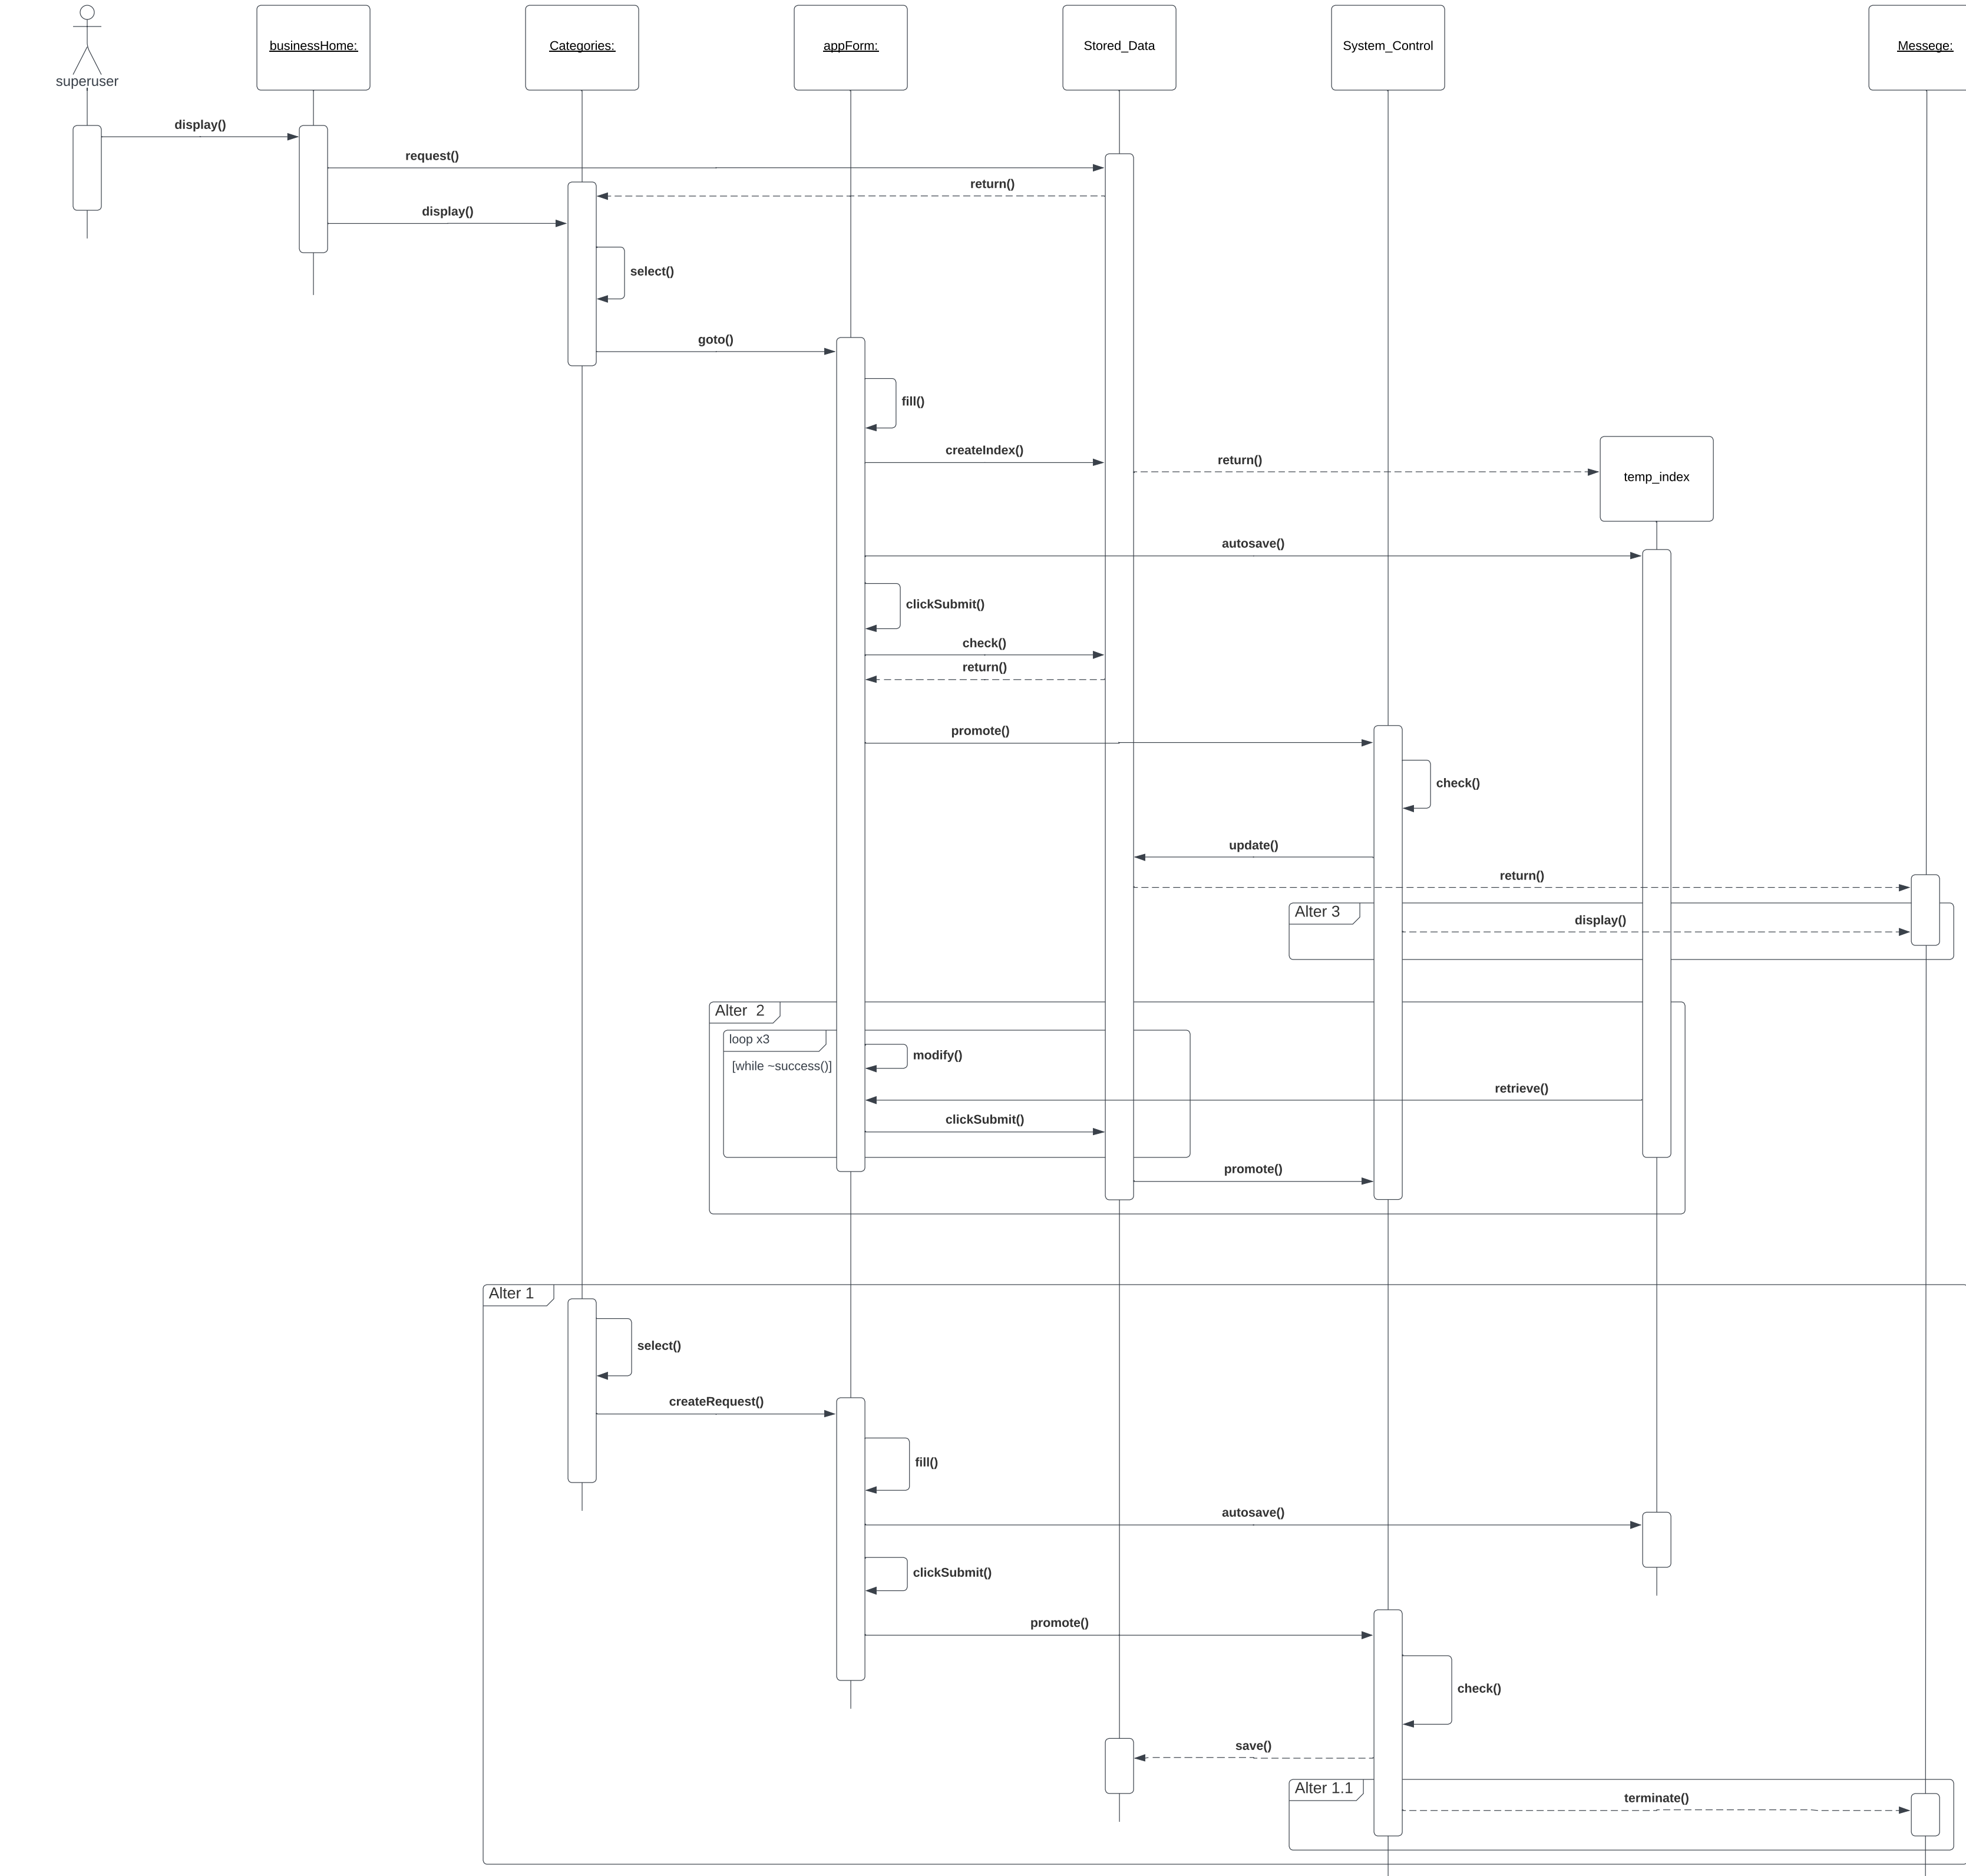 superuser
businessHome:
Categories:
appForm:
Stored_Data
System_Control
Messege:
display()
request()
return()
display()
select()
goto()
fill()
createIndex()
return()
temp_index
autosave()
clickSubmit()
check()
return()
promote()
check()
update()
return()
Alter 3
display()
Alter  2
loop x3
modify()
[while ~success()]
retrieve()
clickSubmit()
promote()
Alter 1
select()
createRequest()
fill()
autosave()
clickSubmit()
promote()
check()
save()
Alter 1.1
terminate()